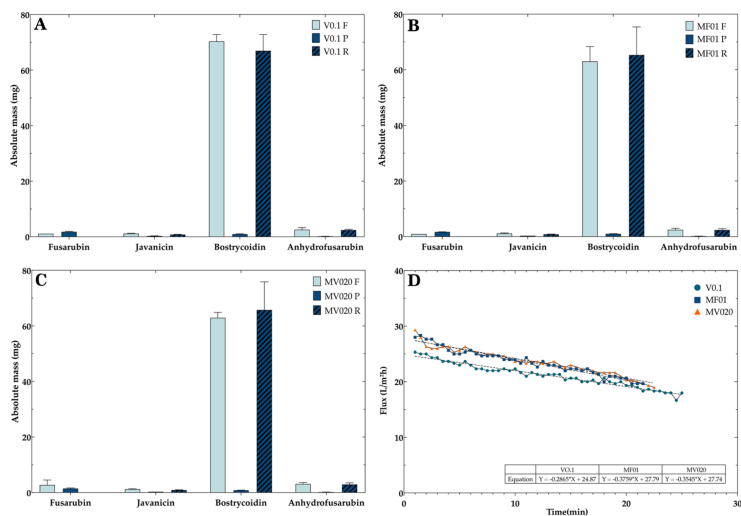 A
V0.1 F
V0.1 P
V0.1 R
Absolute mass (mg)
80
60
40
20
0
Fusarubin
Javanicin
Bostrycoidin
Anhydrofusarubin
B
MF01 F
MF01 P
MF01 R
Absolute mass (mg)
80
60
40
20
0
Fusarubin
Javanicin
Bostrycoidin
Anhydrofusarubin
C
MV020 F
MV020 P
MV020 R
Absolute mass (mg)
80
60
40
20
0
Fusarubin
Javanicin
Bostrycoidin
Anhydrofusarubin
D
V0.1
MF01
MV020
Flux (L/m²h)
40
30
20
10
0
VO.1 MF01 MV020
Equation Y = -0.2865*X + 24.87 Y = -0.3759*X + 27.79 Y = -0.3545*X + 27.74
0 10 20 30
Time(min)